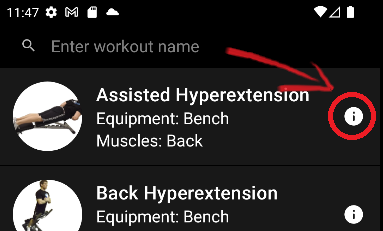 11:47
Enter workout name
Assisted Hyperextension
Equipment: Bench
Muscles: Back
Back Hyperextension
Equipment: Bench